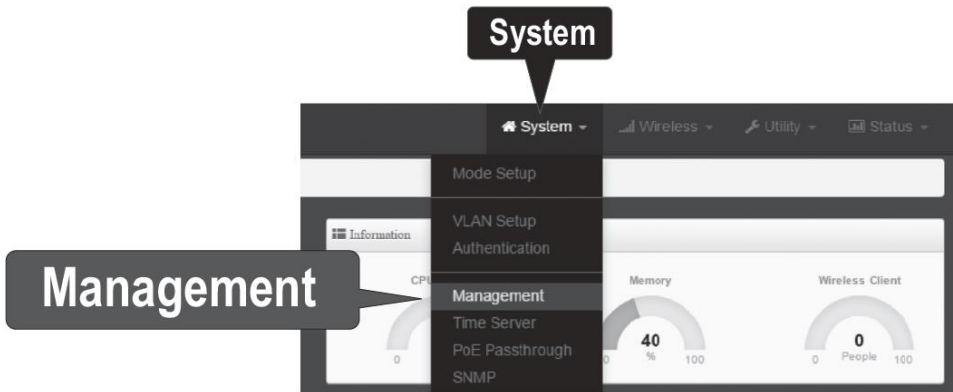 System
System
Wireless
Utility
Status
Mode Setup
VLAN Setup
Authentication
Management
Time Server
PoE Passthrough
SNMP
Management
Information
CPU
0
Memory
40
%
0
100
Wireless Client
0
People
0
100